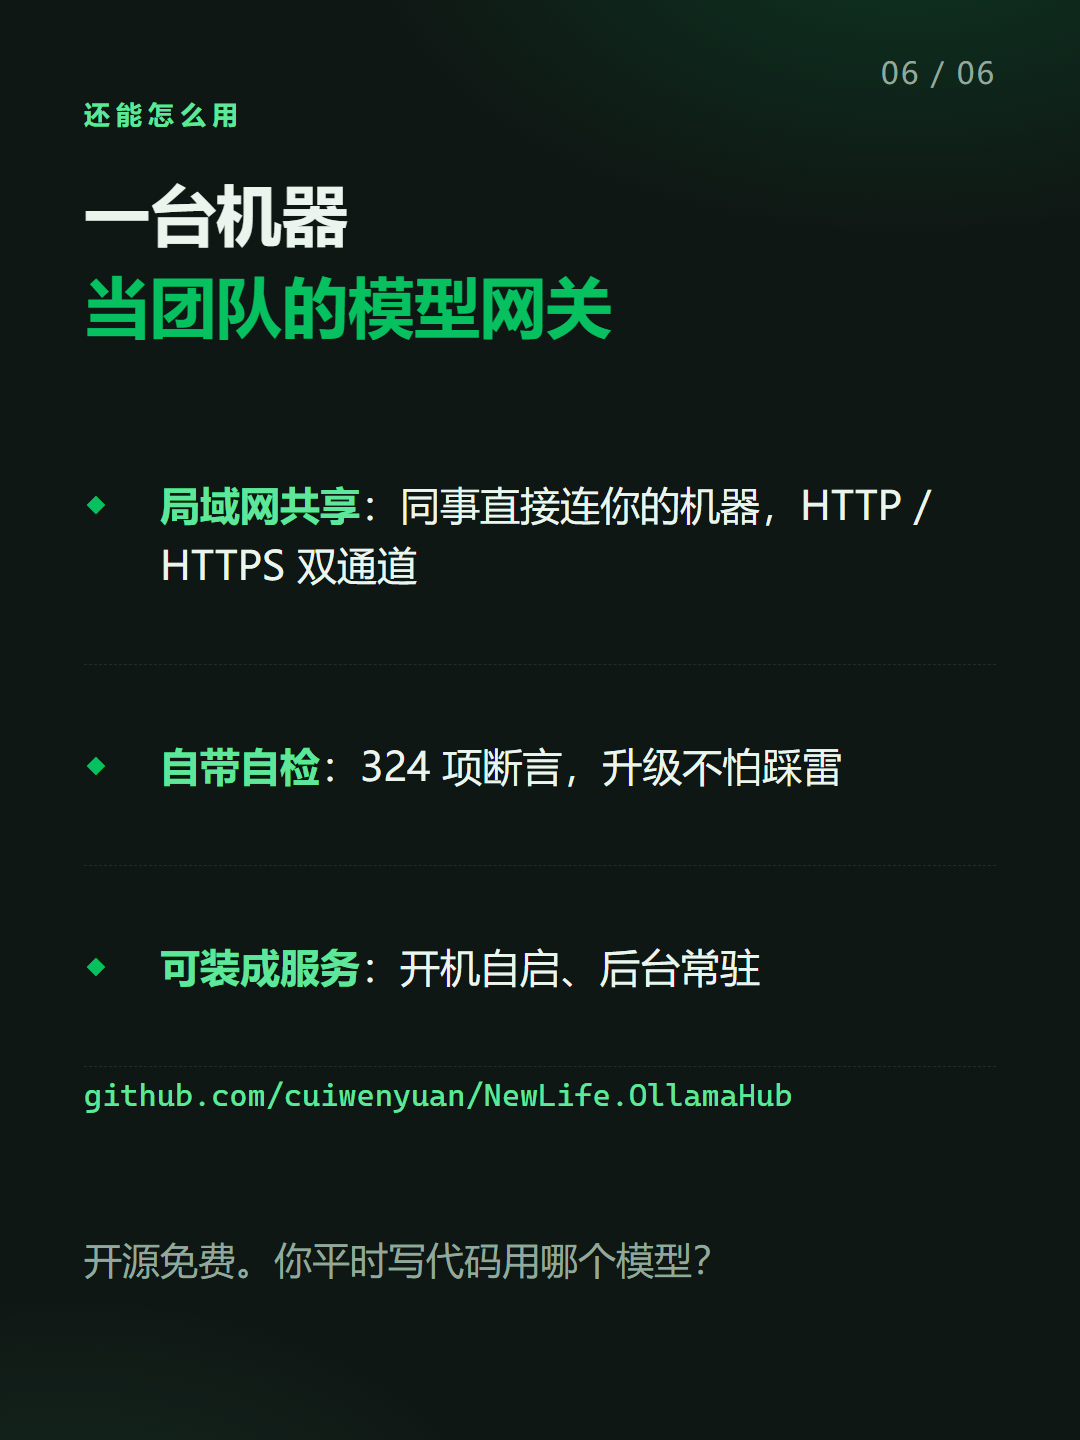 06 / 06
还能怎么用
一台机器
当团队的模型网关
局域网共享：同事直接连你的机器，HTTP /
HTTPS 双通道
自带自检：324 项断言，升级不怕踩雷
可装成服务：开机自启、后台常驻
github.com/cuiwenyuan/NewLife.OllamaHub
开源免费。你平时写代码用哪个模型？